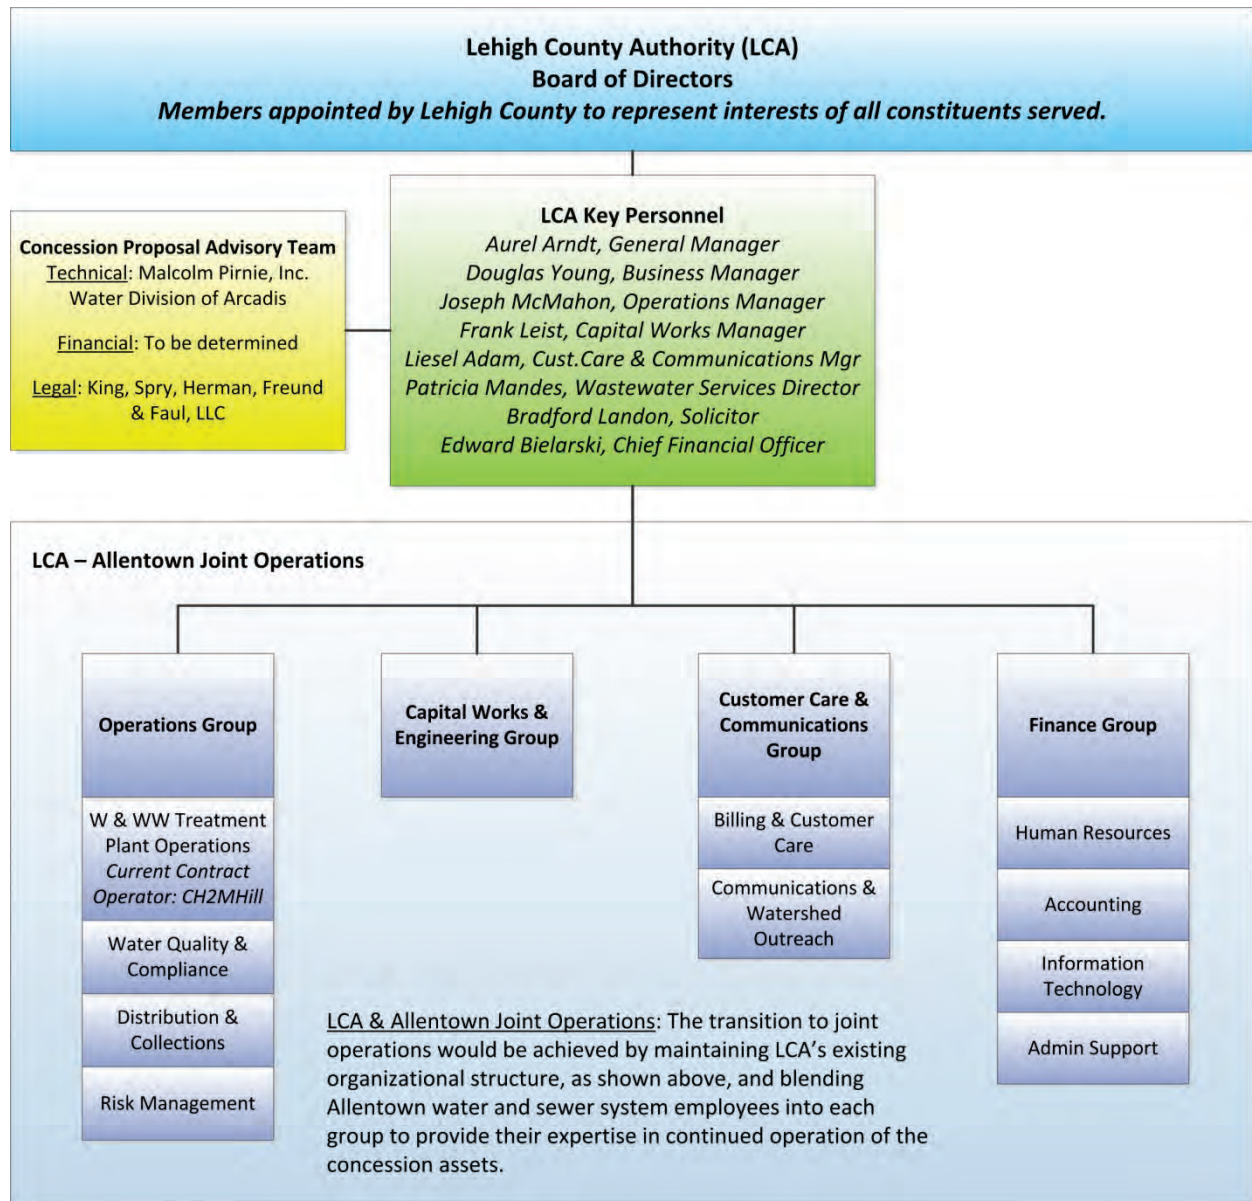 Lehigh County Authority (LCA)
Board of Directors
Members appointed by Lehigh County to represent interests of all constituents served.
Concession Proposal Advisory Team
Technical: Malcolm Pirnie, Inc.
Water Division of Arcadis
Financial: To be determined
Legal: King, Spry, Herman, Freund
& Faul, LLC
LCA Key Personnel
Aurel Arndt, General Manager
Douglas Young, Business Manager
Joseph McMahon, Operations Manager
Frank Leist, Capital Works Manager
Liesel Adam, Cust.Care & Communications Mgr
Patricia Mandes, Wastewater Services Director
Bradford Landon, Solicitor
Edward Bielarski, Chief Financial Officer
LCA – Allentown Joint Operations
Operations Group
W & WW Treatment
Plant Operations
Current Contract
Operator: CH2MHill
Water Quality &
Compliance
Distribution &
Collections
Risk Management
Capital Works &
Engineering Group
Customer Care &
Communications
Group
Billing & Customer
Care
Communications &
Watershed
Outreach
Finance Group
Human Resources
Accounting
Information
Technology
Admin Support
LCA & Allentown Joint Operations: The transition to joint
operations would be achieved by maintaining LCA's existing
organizational structure, as shown above, and blending
Allentown water and sewer system employees into each
group to provide their expertise in continued operation of the
concession assets.